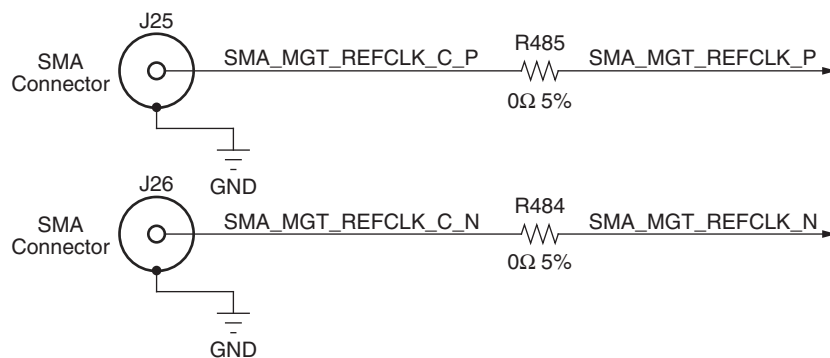 J25
SMA
Connector
SMA_MGT_REFCLK_C_P
R485
0Ω 5%
SMA_MGT_REFCLK_P
GND
J26
SMA
Connector
SMA_MGT_REFCLK_C_N
R484
0Ω 5%
SMA_MGT_REFCLK_N
GND